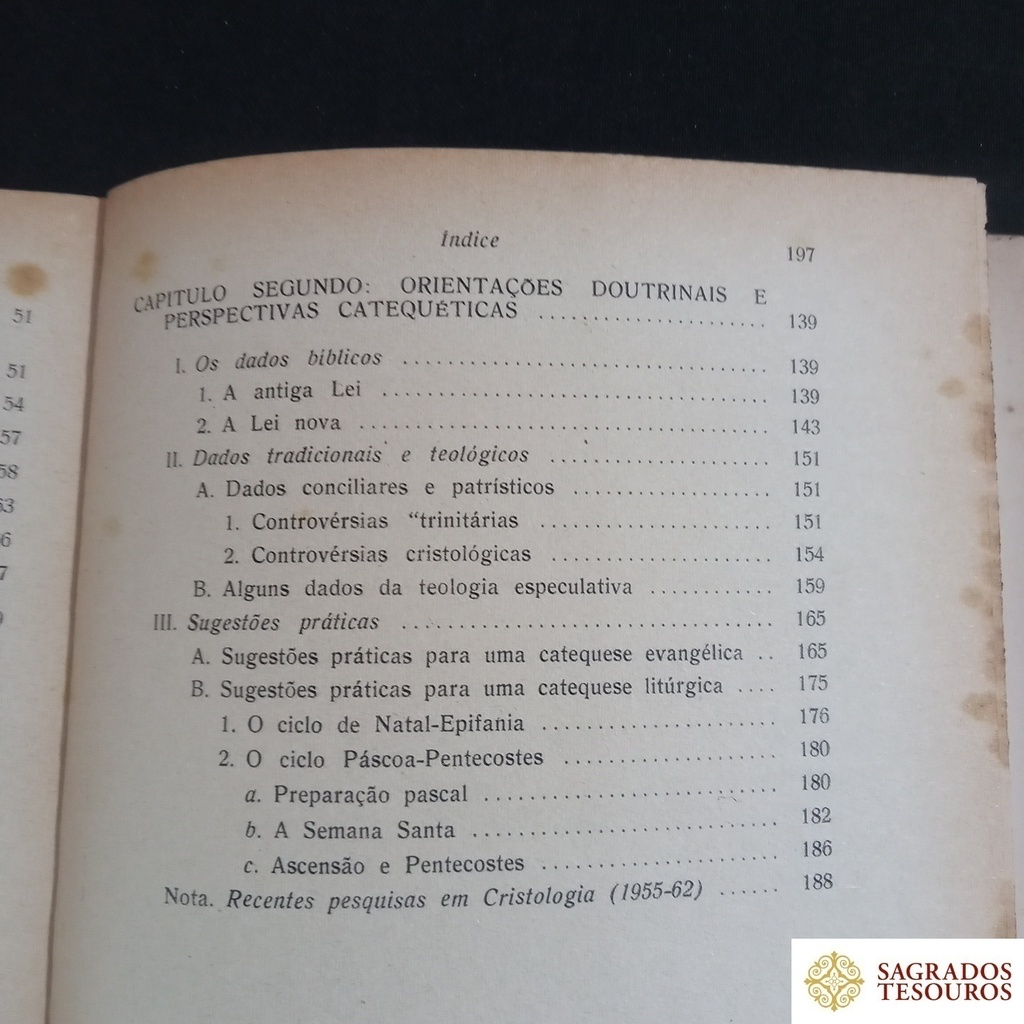 51
51
54
57
58
53
6
7
Índice
197
CAPITULO SEGUNDO: ORIENTAÇÕES DOUTRINAIS E
PERSPECTIVAS CATEQUÉTICAS ..................... 139
I. Os dados bíblicos .................................. 139
1. A antiga Lei .................................... 139
2. A Lei nova ...................................... 143
II. Dados tradicionais e teológicos .................... 151
A. Dados conciliares e patrísticos .................. 151
1. Controvérsias “trinitárias ...................... 151
2. Controvérsias cristológicas ..................... 154
B. Alguns dados da teologia especulativa ............ 159
III. Sugestões práticas .................................. 165
A. Sugestões práticas para uma catequese evangélica .. 165
B. Sugestões práticas para uma catequese litúrgica .... 175
1. O ciclo de Natal-Epifania ....................... 176
2. O ciclo Páscoa-Pentecostes .................... 180
a. Preparação pascal ........................... 180
b. A Semana Santa ............................ 182
c. Ascensão e Pentecostes ...................... 186
Nota. Recentes pesquisas em Cristologia (1955-62) ...... 188
SAGRADOS
TESOUROS